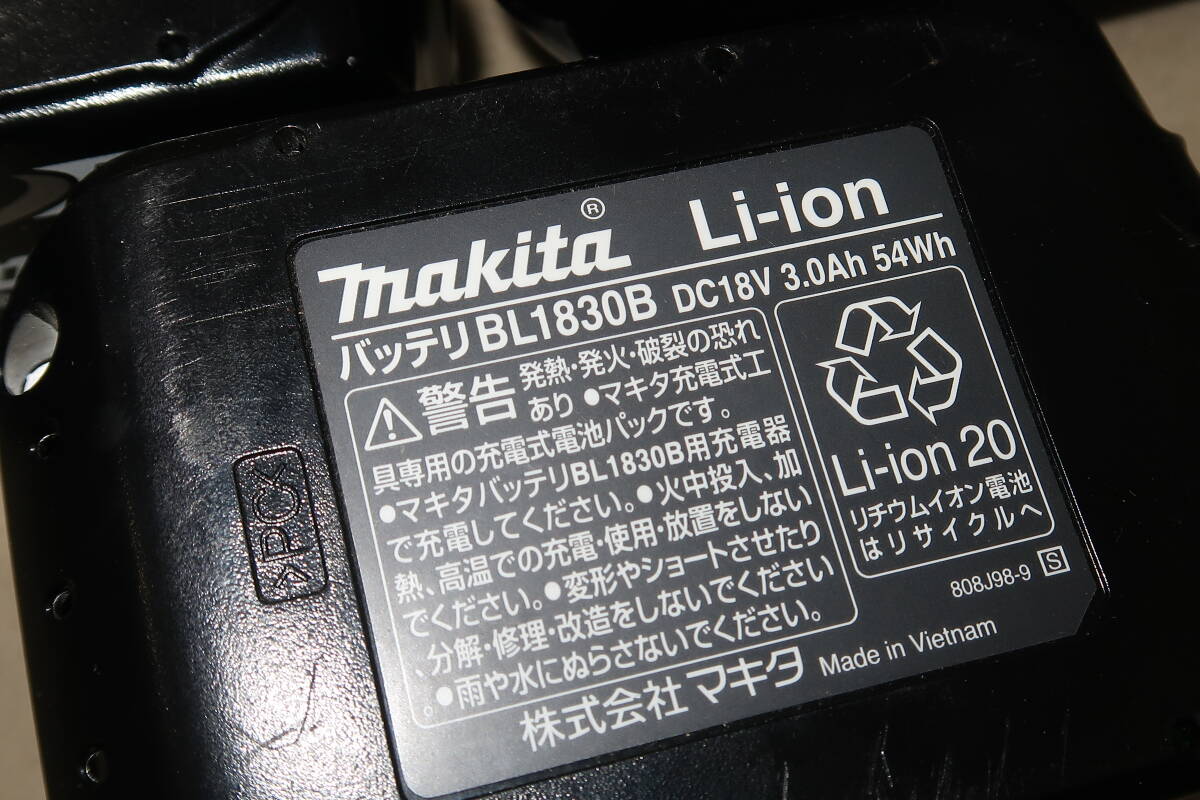 makita® Li-ion
バッテリBL1830B DC18V 3.0Ah 54Wh
警告 発熱・発火・破裂の恐れ
あり ●マキタ充電式工
具専用の充電式電池パックです。
●マキタバッテリBL1830B用充電器
で充電してください。●火中投入、加
熱、高温での充電・使用・放置をしない
でください。●変形やショートさせたり
、分解・修理・改造をしないでください
。●雨や水にぬらさないでください。
Li-ion 20
リチウムイオン電池
はリサイクルへ
808J98-9 S
株式会社マキタ Made in Vietnam
>PC<